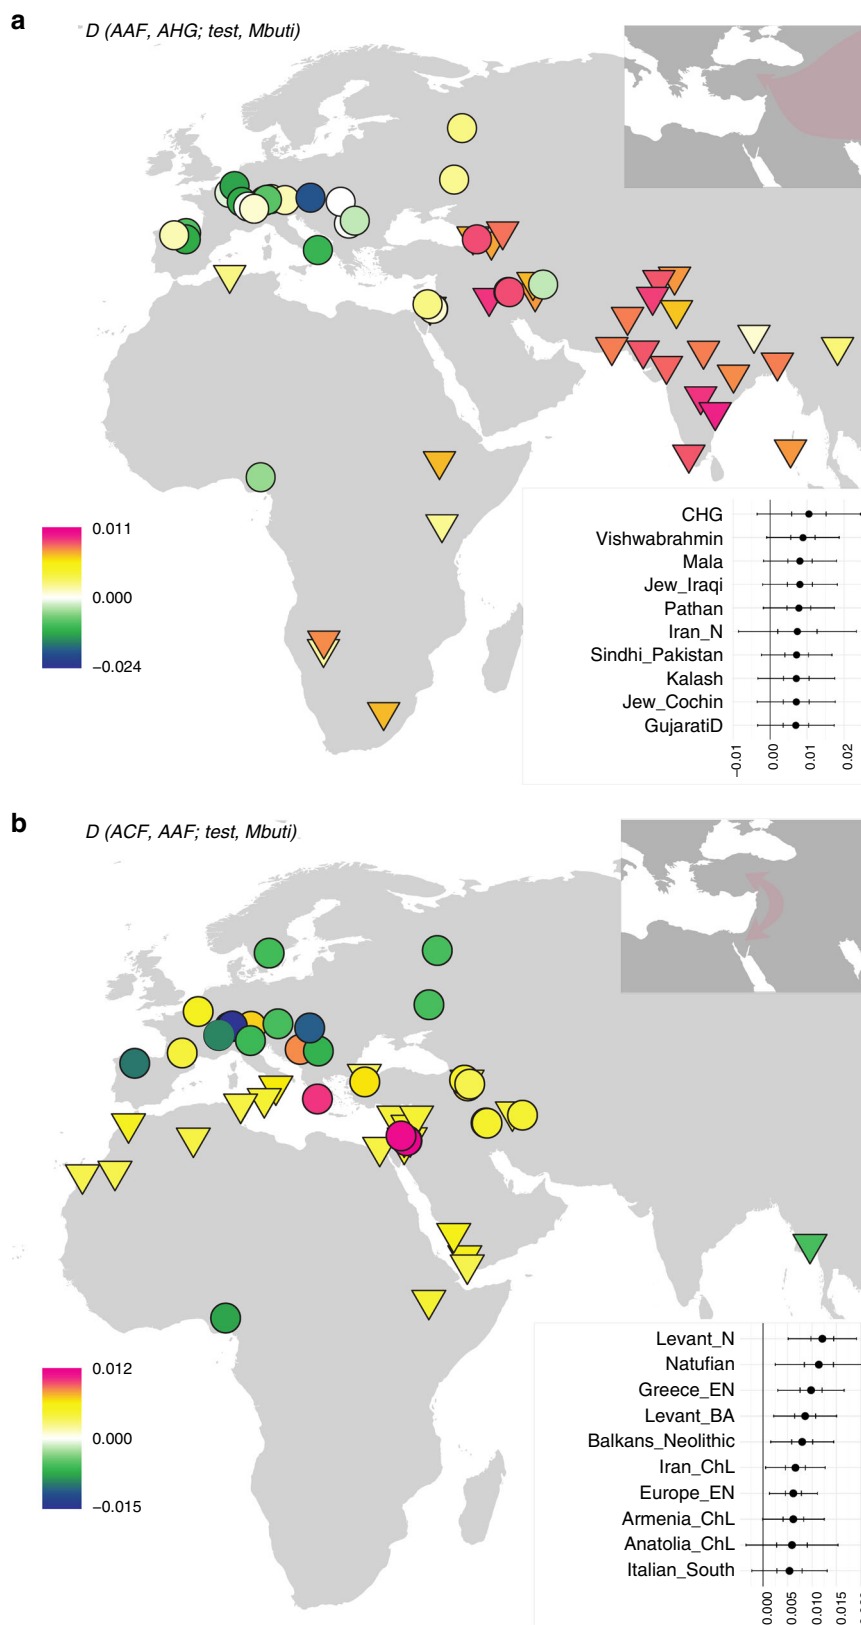 a
D (AAF, AHG; test, Mbuti)
0.011
0.000
−0.024
CHG
Vishwabrahmin
Mala
Jew_Iraqi
Pathan
Iran_N
Sindhi_Pakistan
Kalash
Jew_Cochin
GujaratiD
−0.01
0.00
0.01
0.02
b
D (ACF, AAF; test, Mbuti)
0.012
0.000
−0.015
Levant_N
Natufian
Greece_EN
Levant_BA
Balkans_Neolithic
Iran_ChL
Europe_EN
Armenia_ChL
Anatolia_ChL
Italian_South
0.000
0.005
0.010
0.015